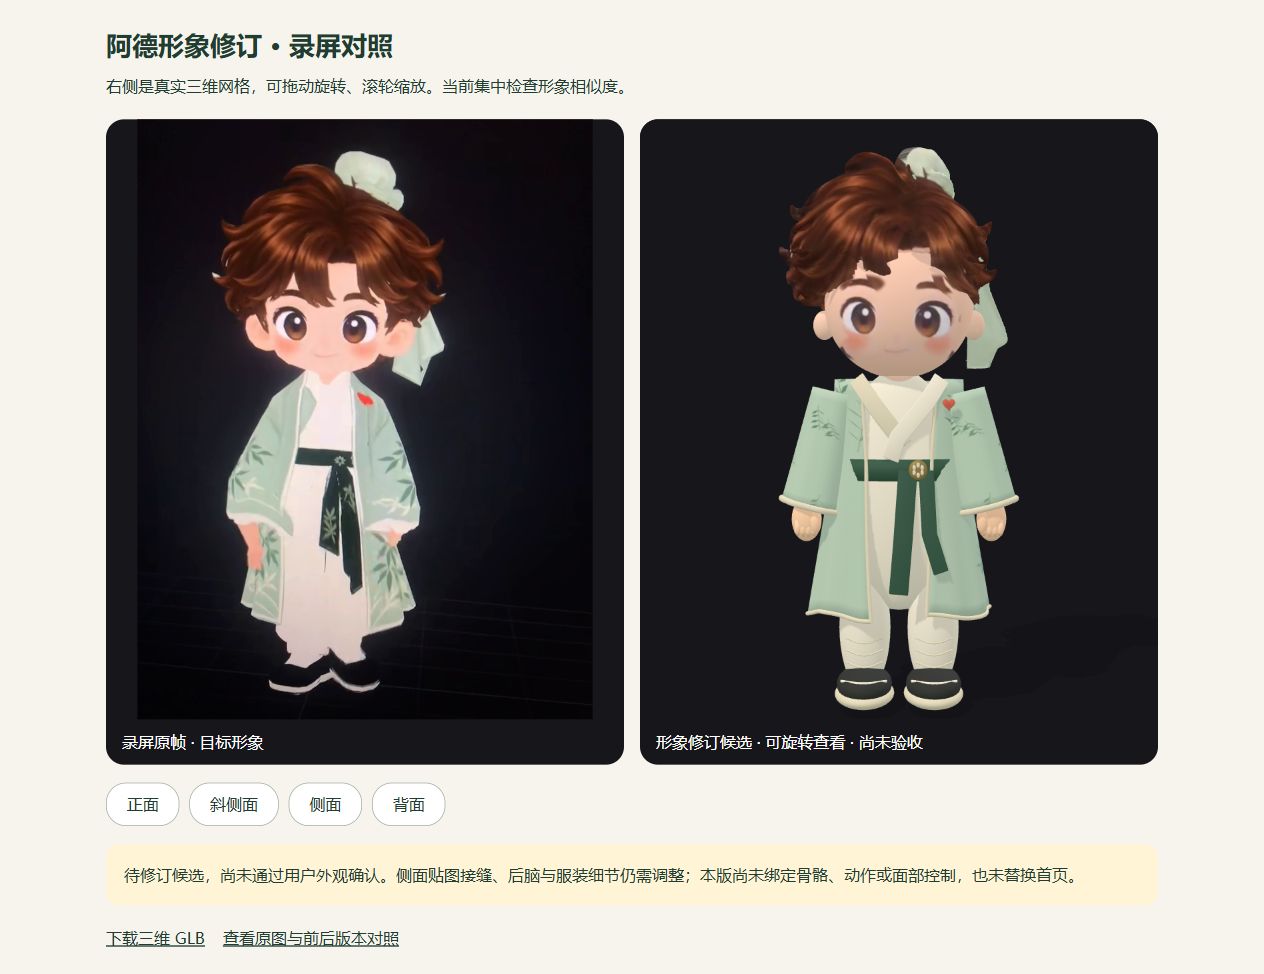 阿德形象修订 · 录屏对照
右侧是真实三维网格，可拖动旋转、滚轮缩放。当前集中检查形象相似度。
录屏原帧 · 目标形象
形象修订候选 · 可旋转查看 · 尚未验收
正面
斜侧面
侧面
背面
待修订候选，尚未通过用户外观确认。侧面贴图接缝、后脑与服装细节仍需调整；本版尚未绑定骨骼、动作或面部控制，也未替换首页。
下载三维 GLB
查看原图与前后版本对照